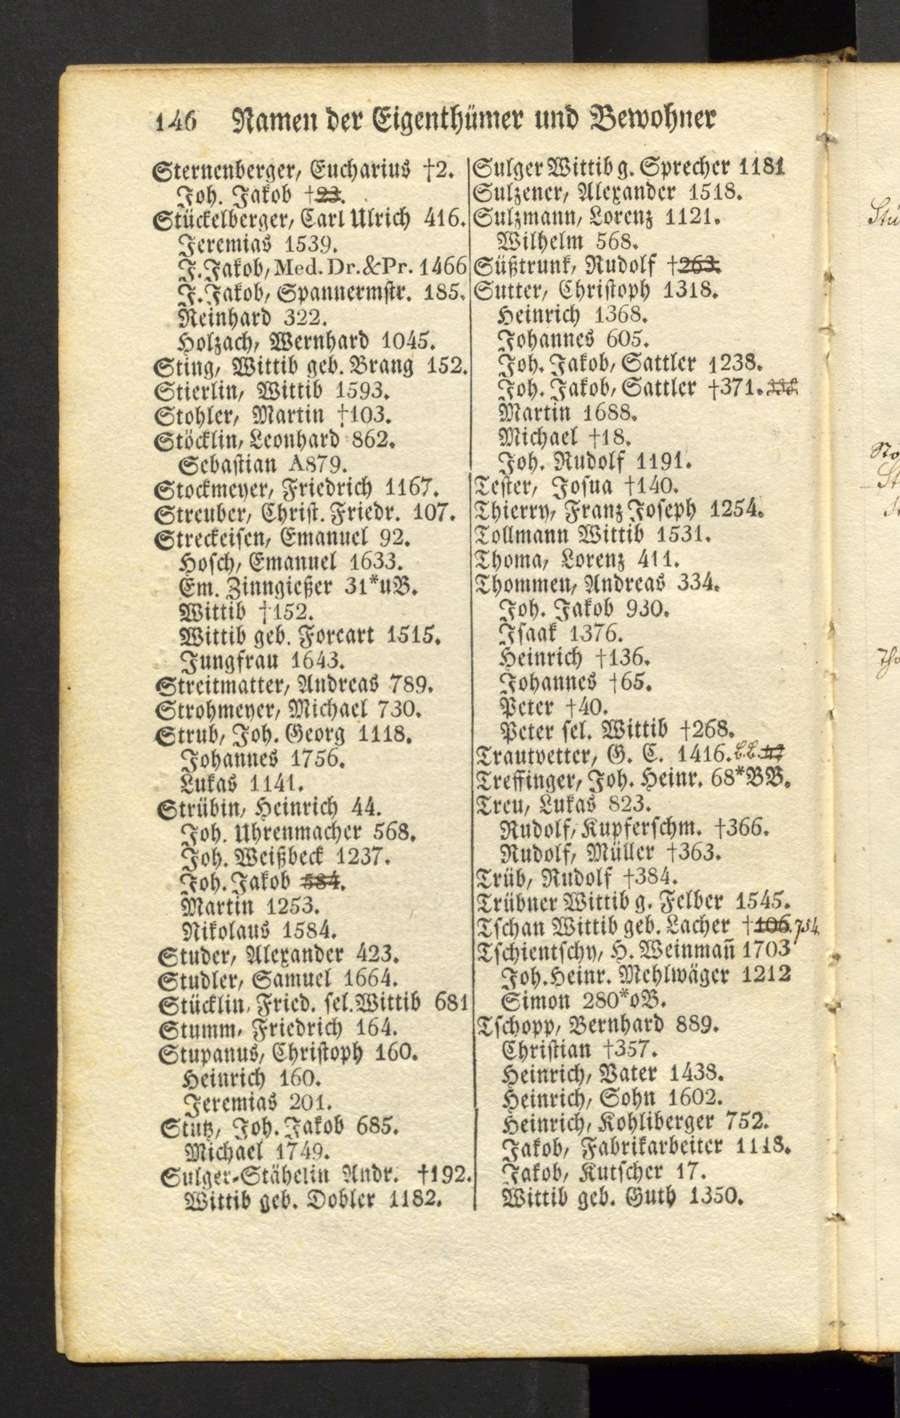 146 Namen der Eigenthümer und Bewohner
Sternenberger, Eucharius †2.
Joh. Jakob †23.
Stückelberger, Carl Ulrich 416.
Jeremias 1539.
J. Jakob, Med. Dr. & Pr. 1466
J. Jakob, Spannermstr. 185.
Reinhard 322.
Holzach, Wernhard 1045.
Sting, Wittib geb. Brang 152.
Stierlin, Wittib 1593.
Stohler, Martin †103.
Stöcklin, Leonhard 862.
Sebastian A879.
Stockmeyer, Friedrich 1167.
Streuber, Christ. Friedr. 107.
Streckeisen, Emanuel 92.
Hosch, Emanuel 1633.
Em. Zinngießer 31*uB.
Wittib †152.
Wittib geb. Forcart 1515.
Jungfrau 1643.
Streitmatter, Andreas 789.
Strohmeyer, Michael 730.
Strub, Joh. Georg 1118.
Johannes 1756.
Lukas 1141.
Strübin, Heinrich 44.
Joh. Uhrenmacher 568.
Joh. Weißbeck 1237.
Joh. Jakob 584.
Martin 1253.
Nikolaus 1584.
Studer, Alexander 423.
Studler, Samuel 1664.
Stücklin, Fried. sel. Wittib 681
Stumm, Friedrich 164.
Stupanus, Christoph 160.
Heinrich 160.
Jeremias 201.
Stutz, Joh. Jakob 685.
Michael 1749.
Sulger-Stähelin Andr. †192.
Wittib geb. Dobler 1182.
Sulger Wittib g. Sprecher 1181
Sulzener, Alexander 1518.
Sulzmann, Lorenz 1121.
Wilhelm 568.
Süßtrunk, Rudolf †263.
Sutter, Christoph 1318.
Heinrich 1368.
Johannes 605.
Joh. Jakob, Sattler 1238.
Joh. Jakob, Sattler †371.
Martin 1688.
Michael †18.
Joh. Rudolf 1191.
Tester, Josua †140.
Thierry, Franz Joseph 1254.
Tollmann Wittib 1531.
Thoma, Lorenz 411.
Thommen, Andreas 334.
Joh. Jakob 930.
Isaak 1376.
Heinrich †136.
Johannes †65.
Peter †40.
Peter sel. Wittib †268.
Trautvetter, G. C. 1416.
Treffinger, Joh. Heinr. 68*BB.
Treu, Lukas 823.
Rudolf, Kupferschm. †366.
Rudolf, Müller †363.
Trüb, Rudolf †384.
Trübner Wittib g. Felber 1545.
Tschan Wittib geb. Lacher †106. 754.
Tschientschy, H. Weinmañ 1703
Joh. Heinr. Mehlwäger 1212
Simon 280*oB.
Tschopp, Bernhard 889.
Christian †357.
Heinrich, Vater 1438.
Heinrich, Sohn 1602.
Heinrich, Kohliberger 752.
Jakob, Fabrikarbeiter 1118.
Jakob, Kutscher 17.
Wittib geb. Guth 1350.